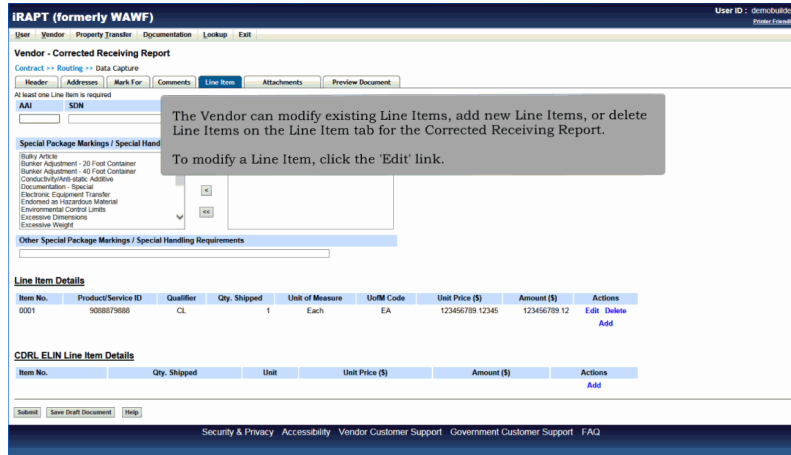 User ID : demobuilde
iRAPT (formerly WAWF)
Printer Friend
User Vendor Property Transfer Documentation Lookup Exit
Vendor - Corrected Receiving Report
Contract >> Routing >> Data Capture
Header Addresses Mark For Comments Line Item Attachments Preview Document
At least one Line Item is required
AAI SDN
The Vendor can modify existing Line Items, add new Line Items, or delete
Line Items on the Line Item tab for the Corrected Receiving Report.
To modify a Line Item, click the 'Edit' link.
Special Package Markings / Special Hand
Bulky Article
Bunker Adjustment - 20 Foot Container
Bunker Adjustment - 40 Foot Container
Conductivity/Anti-static Additive
Documentation - Special
Electronic Equipment Transfer
Endorsed as Hazardous Material
Environmental Control Limits
Excessive Dimensions
Excessive Weight
<
<<
Other Special Package Markings / Special Handling Requirements
Line Item Details
Item No. Product/Service ID Qualifier Qty. Shipped Unit of Measure UofM Code Unit Price ($) Amount ($) Actions
0001 9088879888 CL 1 Each EA 123456789.12345 123456789.12 Edit Delete
Add
CDRL ELIN Line Item Details
Item No. Qty. Shipped Unit Unit Price ($) Amount ($) Actions
Add
Submit Save Draft Document Help
Security & Privacy Accessibility Vendor Customer Support Government Customer Support FAQ